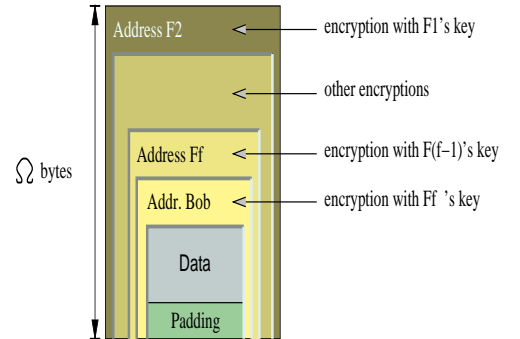 Address F2
encryption with F1's key
other encryptions
Address Ff
encryption with F(f−1)'s key
Ω bytes
Addr. Bob
encryption with Ff 's key
Data
Padding